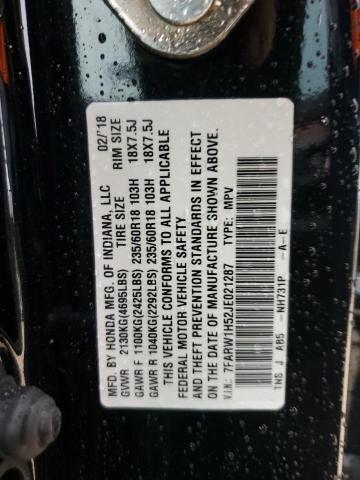 MFD. BY HONDA MFG. OF INDIANA, LLC 02/'18
GVWR 2130KG(4695LBS) TIRE SIZE RIM SIZE
GAWR F 1100KG(2425LBS) 235/60R18 103H 18X7.5J
GAWR R 1040KG(2292LBS) 235/60R18 103H 18X7.5J
THIS VEHICLE CONFORMS TO ALL APPLICABLE
FEDERAL MOTOR VEHICLE SAFETY
AND THEFT PREVENTION STANDARDS IN EFFECT
ON THE DATE OF MANUFACTURE SHOWN ABOVE.
VIN: 7FARW1H52JE021287 TYPE: MPV
TNS J A85 -NH731P -A-E